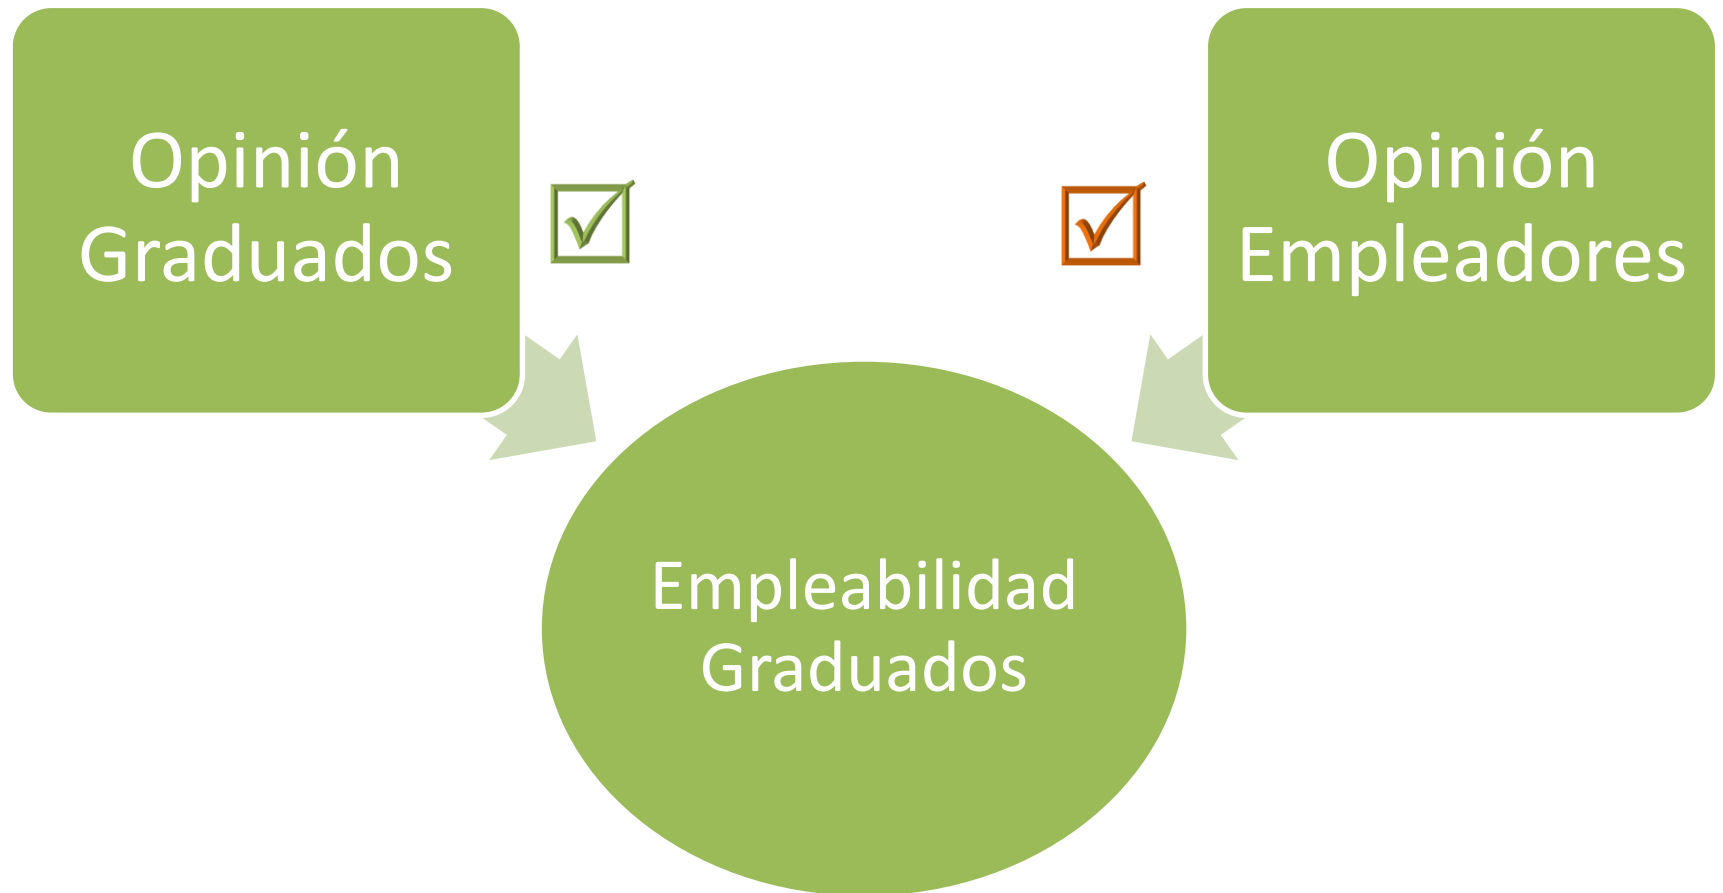 Opinión
Graduados
Opinión
Empleadores
Empleabilidad
Graduados